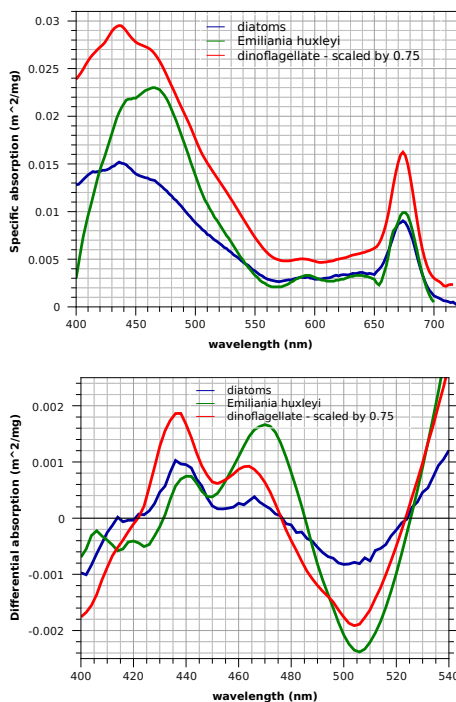 0.03
0.025
0.02
0.015
0.01
0.005
0
Specific absorption (m^2/mg)
diatoms
Emiliania huxleyi
dinoflagellate - scaled by 0.75
400 450 500 550 600 650 700
wavelength (nm)
0.002
0.001
0
-0.001
-0.002
Differential absorption (m^2/mg)
diatoms
Emiliania huxleyi
dinoflagellate - scaled by 0.75
400 420 440 460 480 500 520 540
wavelength (nm)